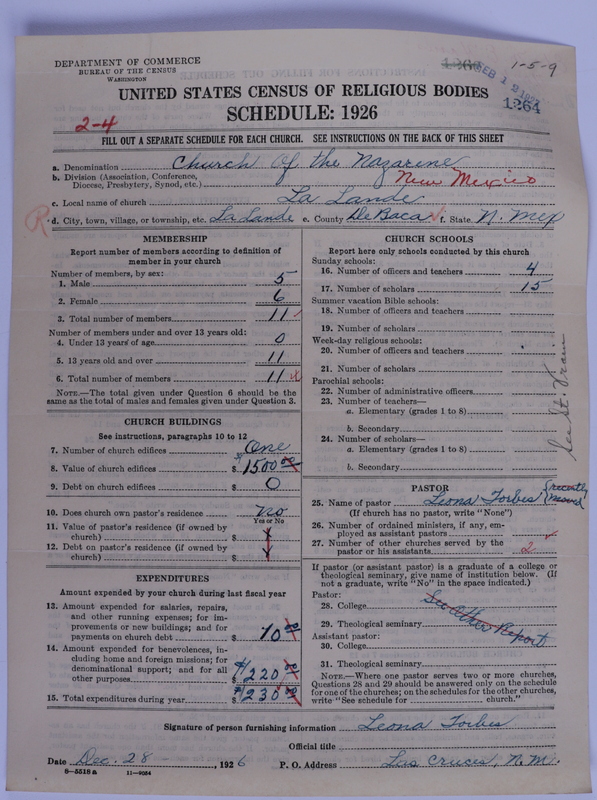 DEPARTMENT OF COMMERCE
BUREAU OF THE CENSUS
WASHINGTON
1-5-9
1264
UNITED STATES CENSUS OF RELIGIOUS BODIES
SCHEDULE: 1926
2-4
FILL OUT A SEPARATE SCHEDULE FOR EACH CHURCH. SEE INSTRUCTIONS ON THE BACK OF THIS SHEET
a. Denomination Church of the Nazarene
b. Division (Association, Conference, Diocese, Presbytery, Synod, etc.) New Mexico
c. Local name of church La Lande
R d. City, town, village, or township, etc. La Lande e. County De Baca f. State N. Mex
MEMBERSHIP
Report number of members according to definition of
member in your church
Number of members, by sex:
1. Male 5
2. Female 6
3. Total number of members 11
Number of members under and over 13 years old:
4. Under 13 years of age 0
5. 13 years old and over 11
6. Total number of members 11
NOTE.—The total given under Question 6 should be
same as the total of males and females given under Question 3.
CHURCH BUILDINGS
See instructions, paragraphs 10 to 12
7. Number of church edifices One
8. Value of church edifices $ 1500 00
9. Debt on church edifices $ 0
10. Does church own pastor's residence? No
Yes or No
11. Value of pastor's residence (if owned by
church) $
12. Debt on pastor's residence (if owned by
church) $
EXPENDITURES
Amount expended by your church during last fiscal year
13. Amount expended for salaries, repairs,
and other running expenses; for im-
provements or new buildings; and for
payments on church debt $ 10 00
14. Amount expended for benevolences, in-
cluding home and foreign missions; for
denominational support; and for all
other purposes $ 220 00
15. Total expenditures during year $ 230 00
CHURCH SCHOOLS
Report here only schools conducted by this church
Sunday schools:
16. Number of officers and teachers 4
17. Number of scholars 15
Summer vacation Bible schools:
18. Number of officers and teachers
19. Number of scholars
Week-day religious schools:
20. Number of officers and teachers
21. Number of scholars
Parochial schools:
22. Number of administrative officers
23. Number of teachers—
a. Elementary (grades 1 to 8)
b. Secondary
24. Number of scholars—
a. Elementary (grades 1 to 8)
b. Secondary
PASTOR
25. Name of pastor Leona Forbes (recently moved
(If church has no pastor, write "None")
26. Number of ordained ministers, if any, em-
ployed as assistant pastors
27. Number of other churches served by the
pastor or his assistants 2
If pastor (or assistant pastor) is a graduate of a college or
theological seminary, give name of institution below. (If
not a graduate, write "No" in the space indicated.)
Pastor:
28. College See Other Report
29. Theological seminary
Assistant pastor:
30. College
31. Theological seminary
NOTE.—Where one pastor serves two or more churches,
Questions 28 and 29 should be answered only on the schedule
for one of the churches; on the schedules for the other churches,
write "See schedule for church."
Signature of person furnishing information Leona Forbes
Official title
Date Dec. 28, 1926 P. O. Address Las Cruces, N.M.
8-5518 a 11-9034